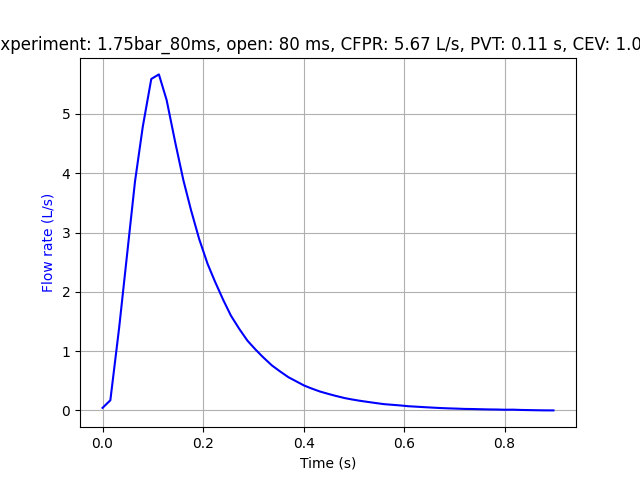 xperiment: 1.75bar_80ms, open: 80 ms, CFPR: 5.67 L/s, PVT: 0.11 s, CEV: 1.0
5
4
3
2
1
0
Flow rate (L/s)
0.0 0.2 0.4 0.6 0.8
Time (s)